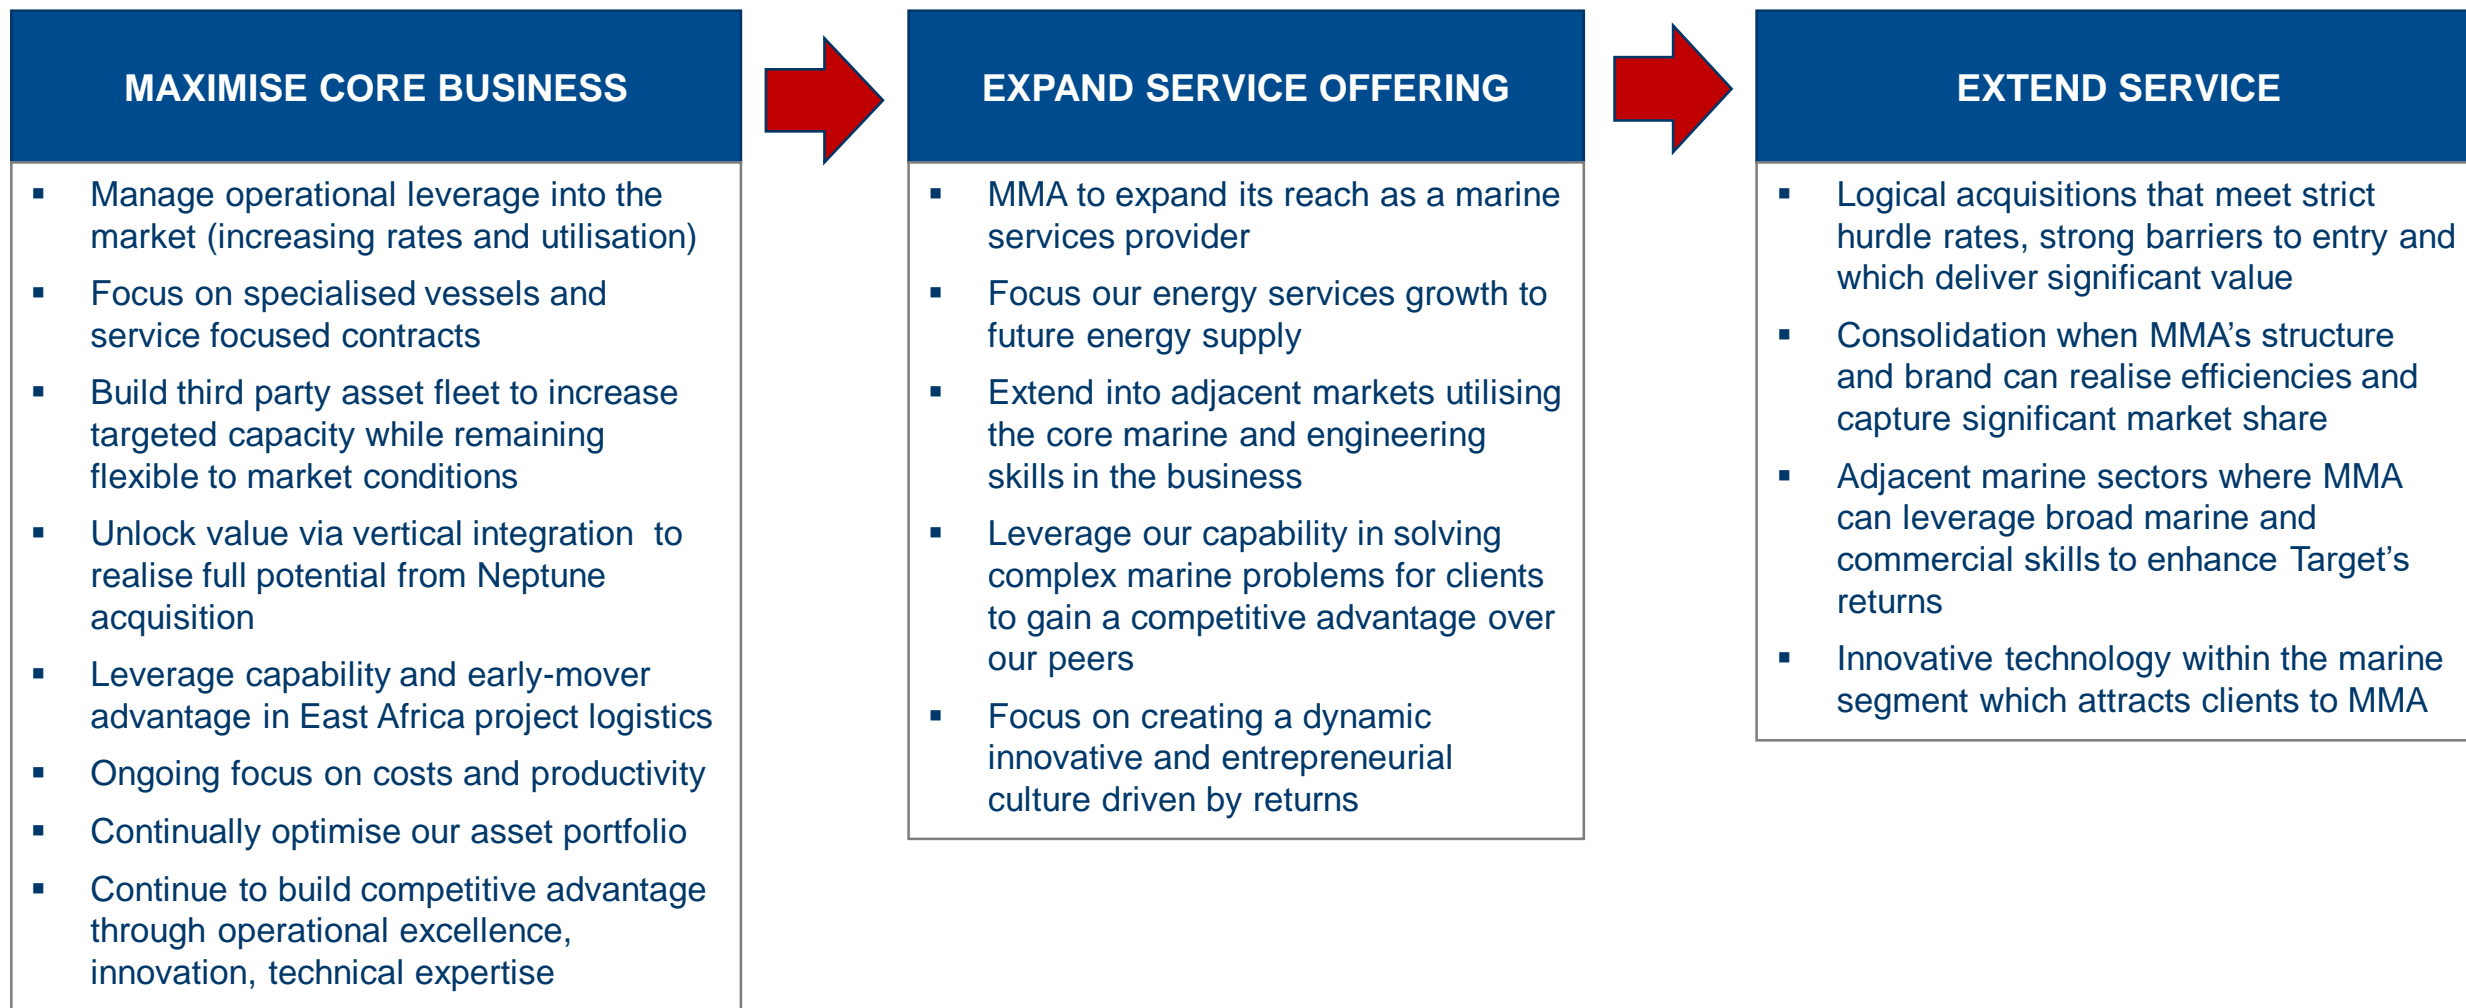 MAXIMISE CORE BUSINESS
▪ Manage operational leverage into the
market (increasing rates and utilisation)
▪ Focus on specialised vessels and
service focused contracts
▪ Build third party asset fleet to increase
targeted capacity while remaining
flexible to market conditions
▪ Unlock value via vertical integration  to
realise full potential from Neptune
acquisition
▪ Leverage capability and early-mover
advantage in East Africa project logistics
▪ Ongoing focus on costs and productivity
▪ Continually optimise our asset portfolio
▪ Continue to build competitive advantage
through operational excellence,
innovation, technical expertise
EXPAND SERVICE OFFERING
▪ MMA to expand its reach as a marine
services provider
▪ Focus our energy services growth to
future energy supply
▪ Extend into adjacent markets utilising
the core marine and engineering
skills in the business
▪ Leverage our capability in solving
complex marine problems for clients
to gain a competitive advantage over
our peers
▪ Focus on creating a dynamic
innovative and entrepreneurial
culture driven by returns
EXTEND SERVICE
▪ Logical acquisitions that meet strict
hurdle rates, strong barriers to entry and
which deliver significant value
▪ Consolidation when MMA’s structure
and brand can realise efficiencies and
capture significant market share
▪ Adjacent marine sectors where MMA
can leverage broad marine and
commercial skills to enhance Target’s
returns
▪ Innovative technology within the marine
segment which attracts clients to MMA